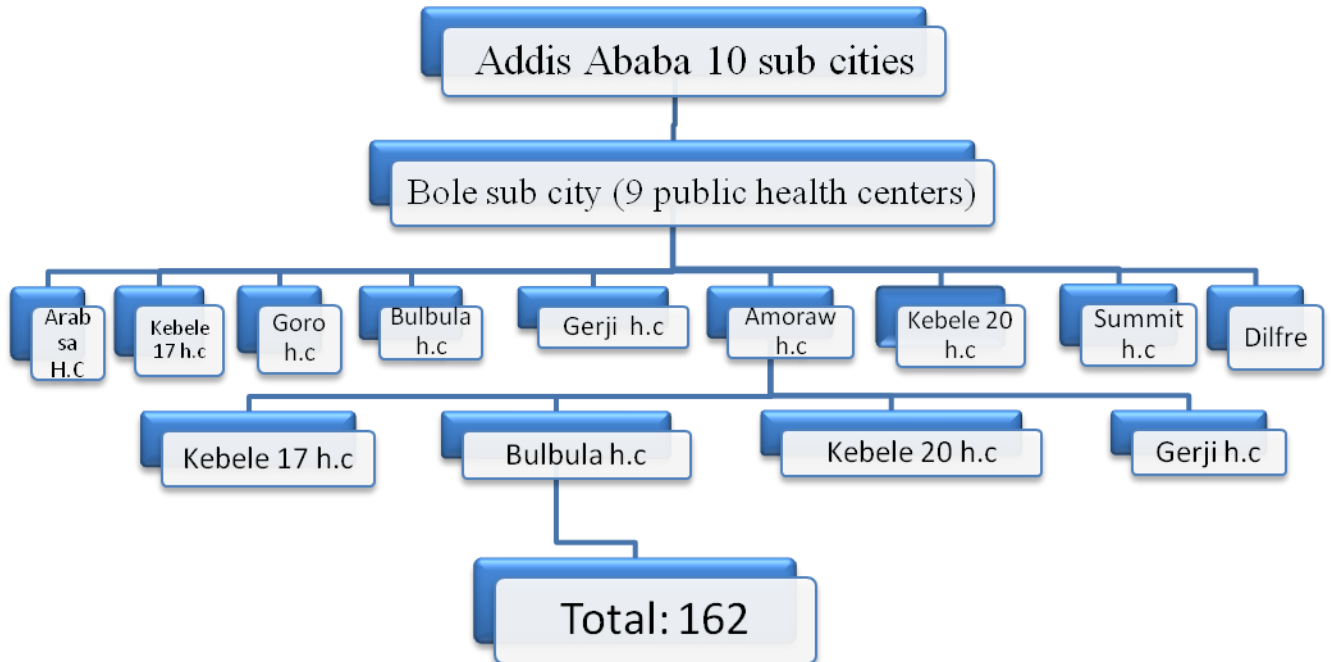 Addis Ababa 10 sub cities
Bole sub city (9 public health centers)
Arab
sa
H.C
Kebele
17 h.c
Goro
h.c
Bulbula
h.c
Gerji h.c
Amoraw
h.c
Kebele 20
h.c
Summit
h.c
Dilfre
Kebele 17 h.c
Bulbula h.c
Kebele 20 h.c
Gerji h.c
Total: 162